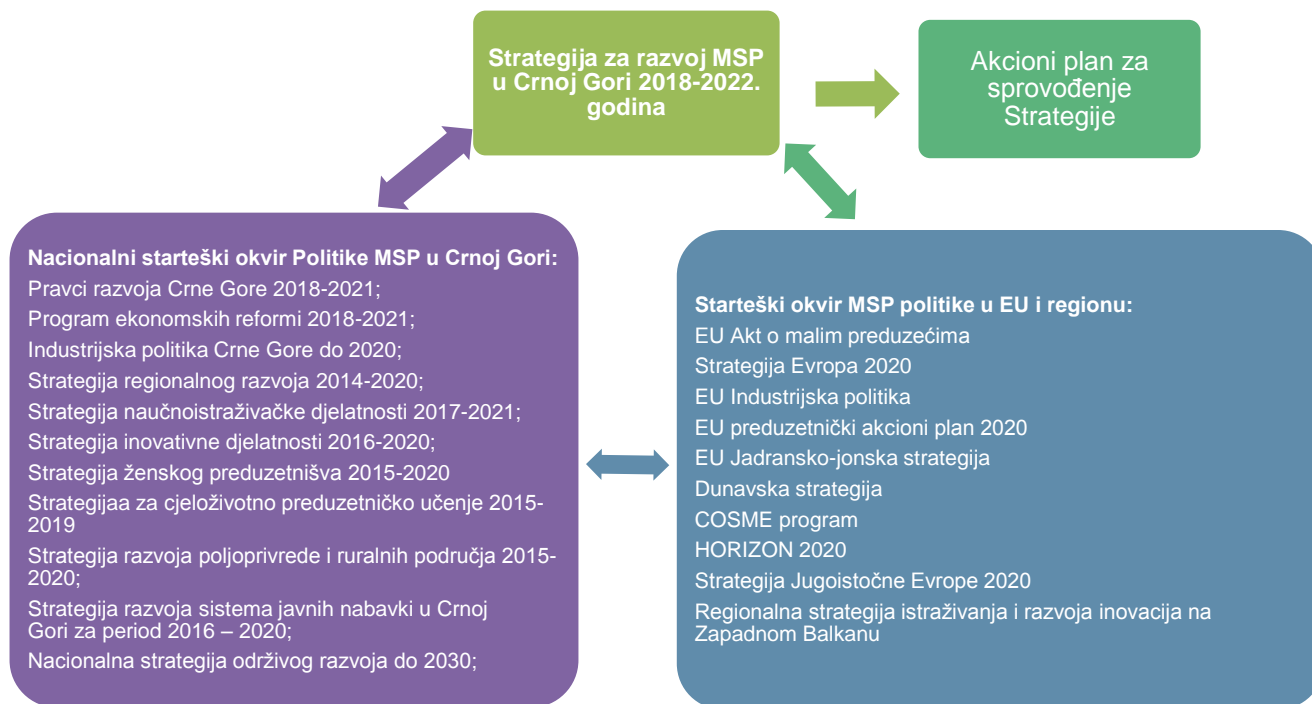 Strategija za razvoj MSP
u Crnoj Gori 2018-2022.
godina
Akcioni plan za
sprovođenje
Strategije
Nacionalni starteški okvir Politike MSP u Crnoj Gori:
Pravci razvoja Crne Gore 2018-2021;
Program ekonomskih reformi 2018-2021;
Industrijska politika Crne Gore do 2020;
Strategija regionalnog razvoja 2014-2020;
Strategija naučnoistraživačke djelatnosti 2017-2021;
Strategija inovativne djelatnosti 2016-2020;
Strategija ženskog preduzetnišva 2015-2020
Strategijaa za cjeloživotno preduzetničko učenje 2015-
2019
Strategija razvoja poljoprivrede i ruralnih područja 2015-
2020;
Strategija razvoja sistema javnih nabavki u Crnoj
Gori za period 2016 – 2020;
Nacionalna strategija održivog razvoja do 2030;
Starteški okvir MSP politike u EU i regionu:
EU Akt o malim preduzećima
Strategija Evropa 2020
EU Industrijska politika
EU preduzetnički akcioni plan 2020
EU Jadransko-jonska strategija
Dunavska strategija
COSME program
HORIZON 2020
Strategija Jugoistočne Evrope 2020
Regionalna strategija istraživanja i razvoja inovacija na
Zapadnom Balkanu